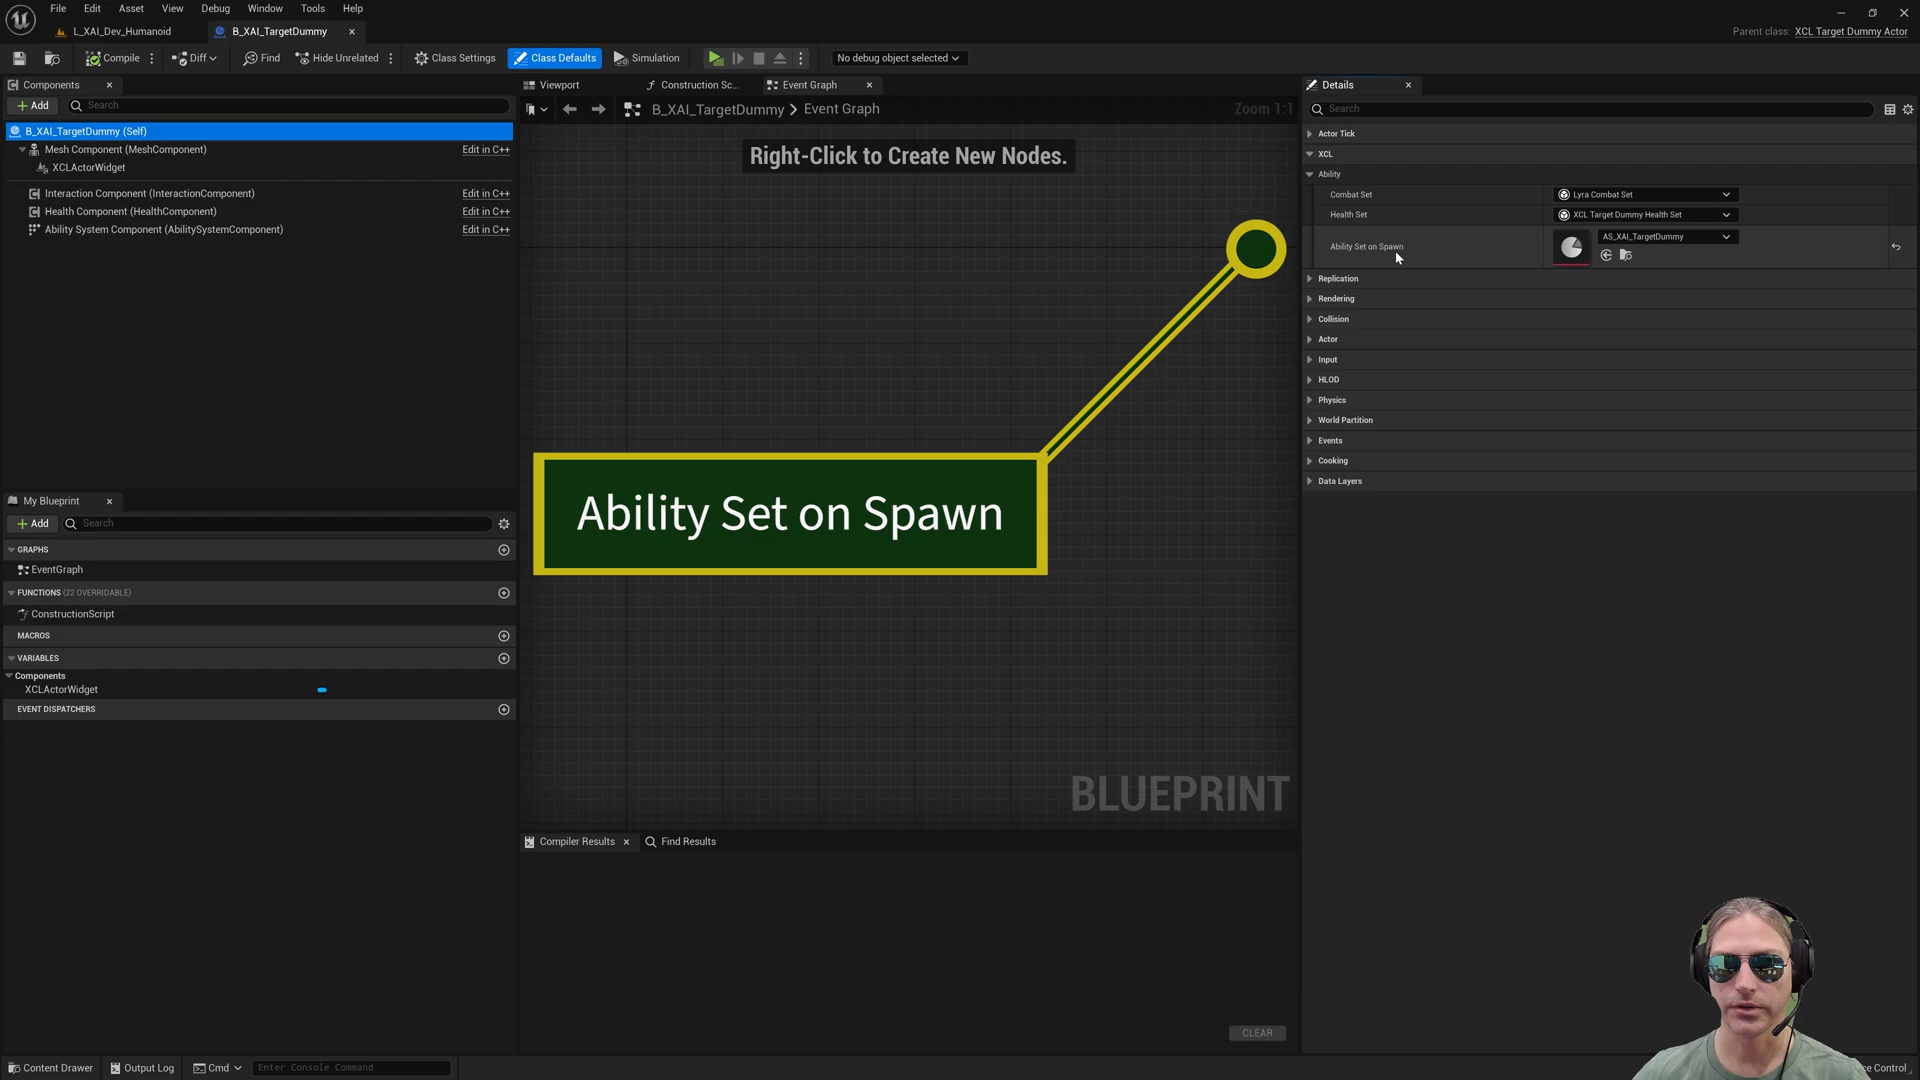 File Edit Asset View Debug Window Tools Help
L_XAI_Dev_Humanoid
B_XAI_TargetDummy
Parent class: XCL Target Dummy Actor
Compile
Diff
Find
Hide Unrelated
Class Settings
Class Defaults
Simulation
No debug object selected
Components
Add
Search
B_XAI_TargetDummy (Self)
Mesh Component (MeshComponent)
Edit in C++
XCLActorWidget
Interaction Component (InteractionComponent)
Edit in C++
Health Component (HealthComponent)
Edit in C++
Ability System Component (AbilitySystemComponent)
Edit in C++
My Blueprint
Add
Search
GRAPHS
EventGraph
FUNCTIONS (22 OVERRIDABLE)
ConstructionScript
MACROS
VARIABLES
Components
XCLActorWidget
EVENT DISPATCHERS
Viewport
Construction Sc...
Event Graph
B_XAI_TargetDummy > Event Graph
Zoom 1:1
Right-Click to Create New Nodes.
Ability Set on Spawn
BLUEPRINT
Compiler Results
Find Results
CLEAR
Details
Search
Actor Tick
XCL
Ability
Combat Set
Lyra Combat Set
Health Set
XCL Target Dummy Health Set
Ability Set on Spawn
AS_XAI_TargetDummy
Replication
Rendering
Collision
Actor
Input
HLOD
Physics
World Partition
Events
Cooking
Data Layers
Content Drawer
Output Log
Cmd
Enter Console Command
ce Control